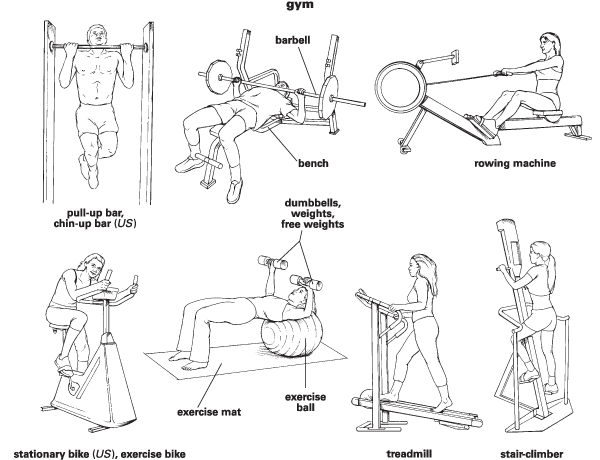 gym
barbell
bench
rowing machine
pull-up bar,
chin-up bar (US)
dumbbells,
weights,
free weights
exercise mat
exercise
ball
stationary bike (US), exercise bike
treadmill
stair-climber